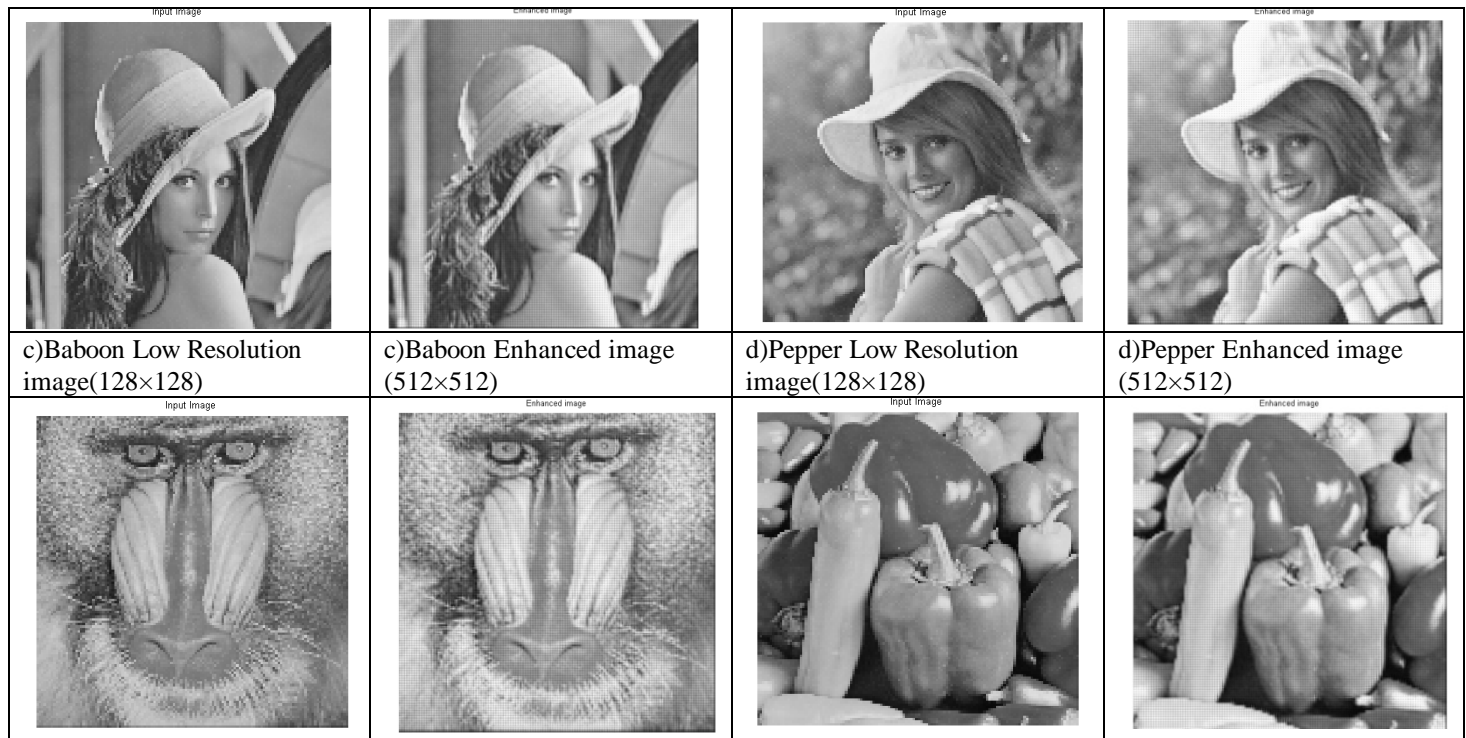 Input Image
Enhanced image
Input Image
Enhanced image
c)Baboon Low Resolution
image(128×128)
c)Baboon Enhanced image
(512×512)
d)Pepper Low Resolution
image(128×128)
d)Pepper Enhanced image
(512×512)
Input Image
Enhanced image
Input Image
Enhanced image